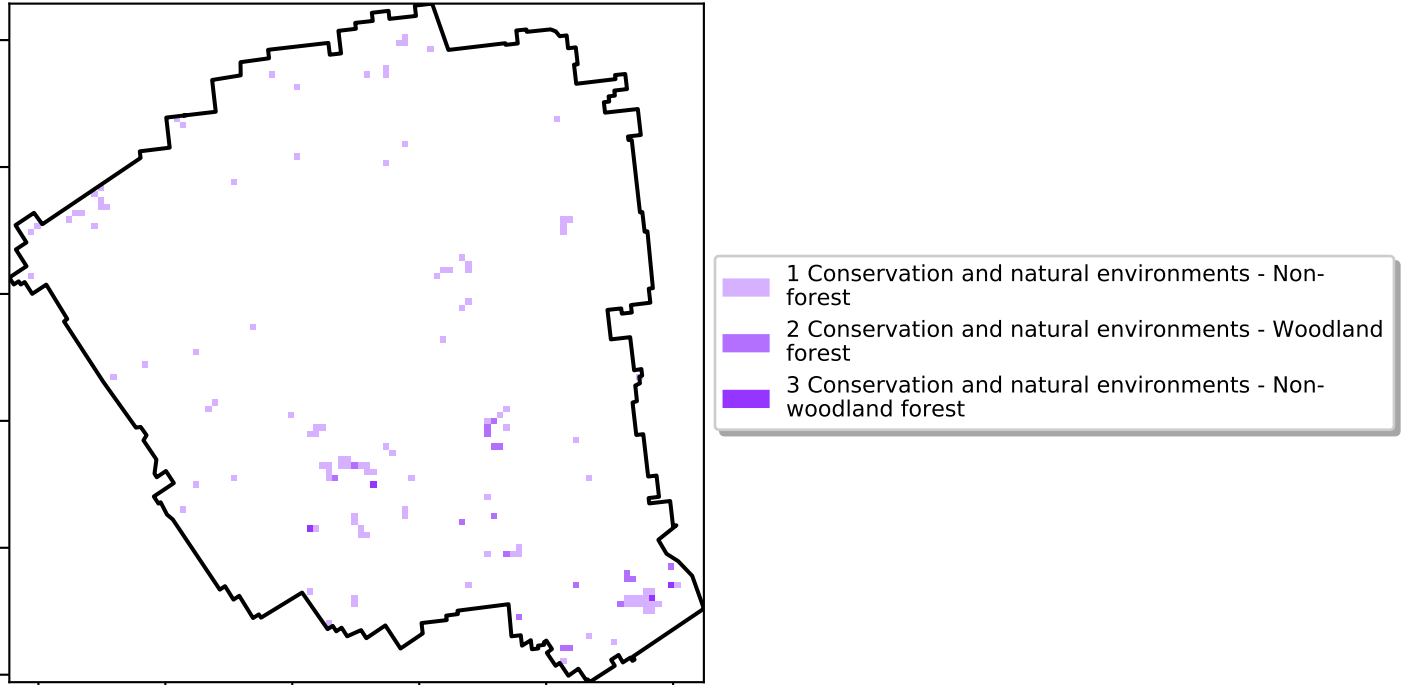 1 Conservation and natural environments - Non-
forest
2 Conservation and natural environments - Woodland
forest
3 Conservation and natural environments - Non-
woodland forest